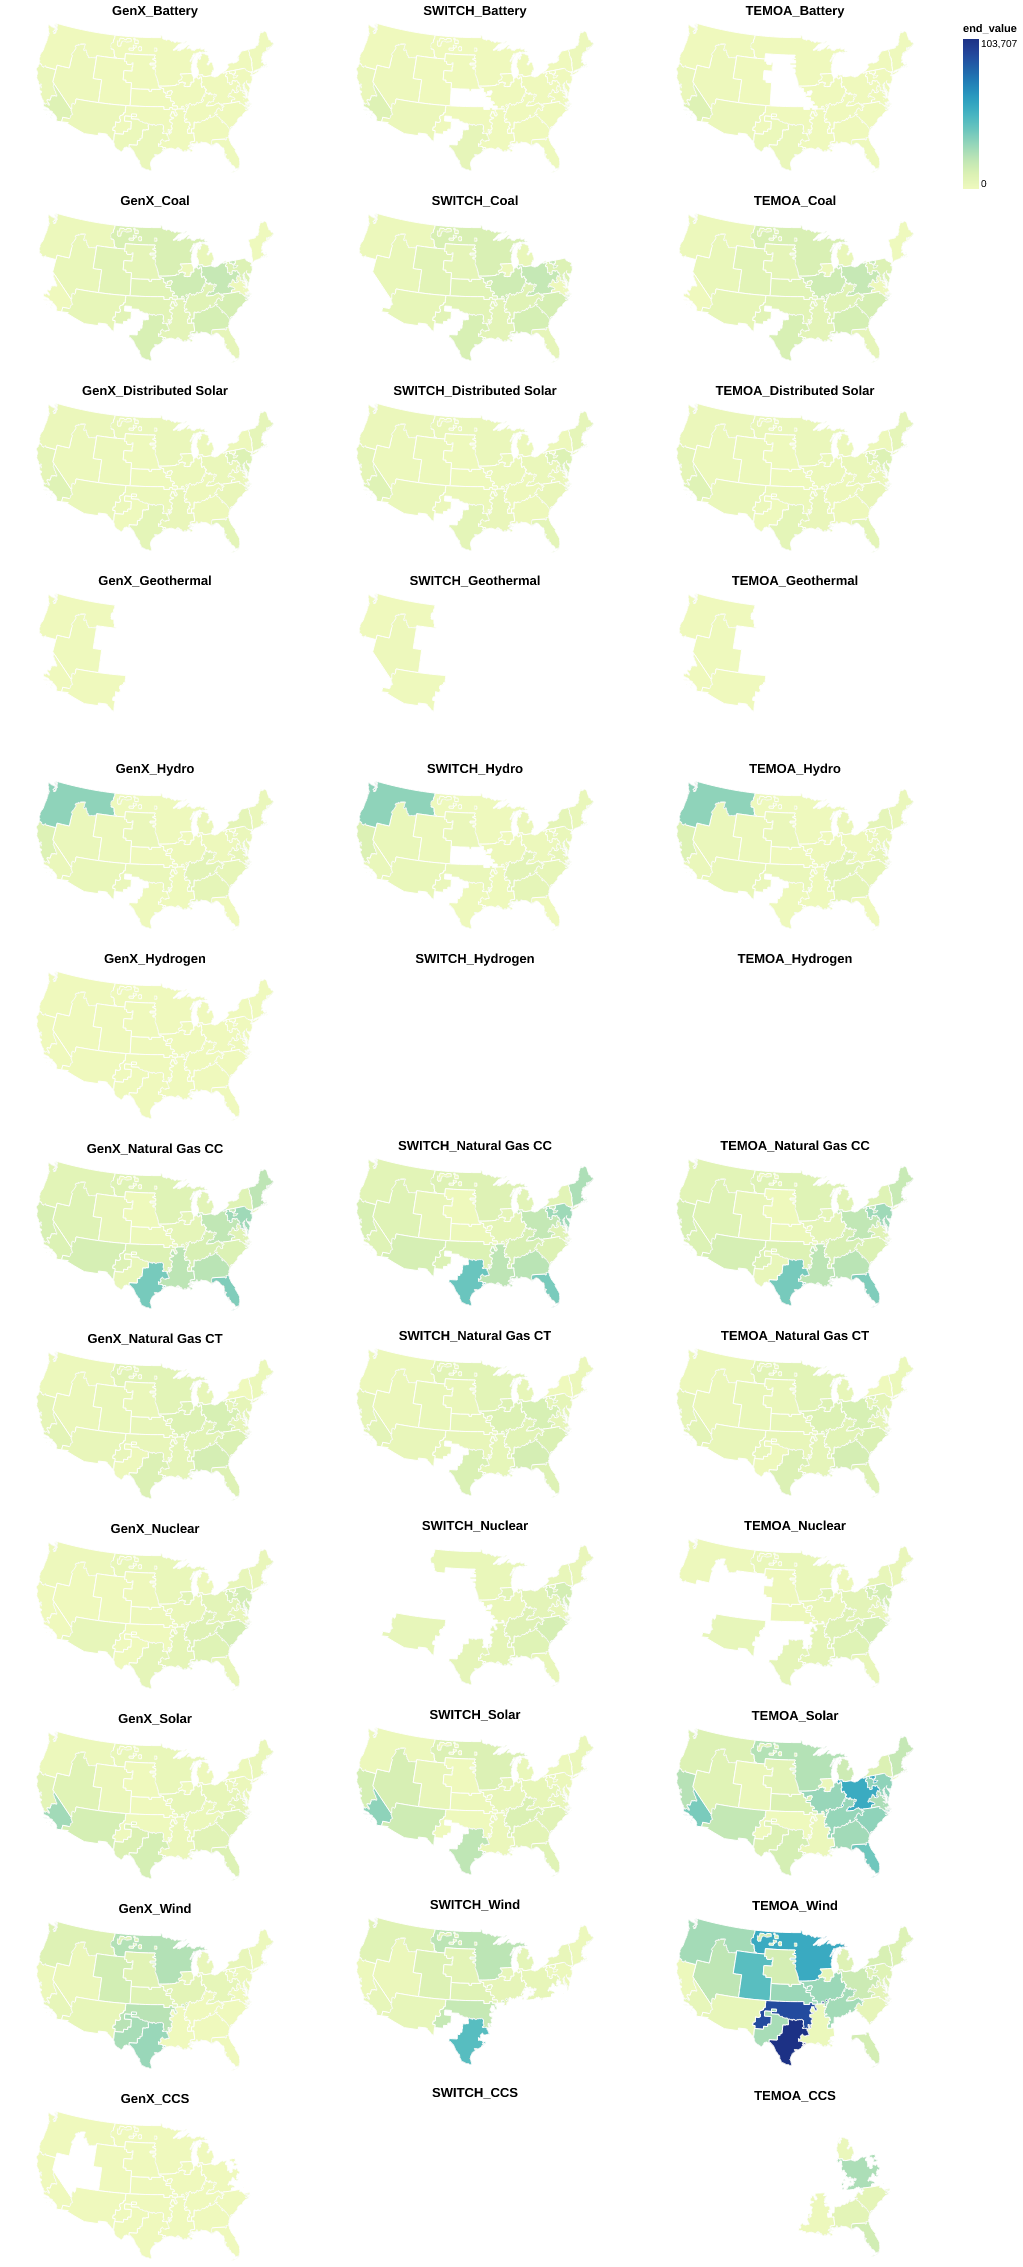 GenX_Battery
SWITCH_Battery
TEMOA_Battery
end_value
103,707
0
GenX_Coal
SWITCH_Coal
TEMOA_Coal
GenX_Distributed Solar
SWITCH_Distributed Solar
TEMOA_Distributed Solar
GenX_Geothermal
SWITCH_Geothermal
TEMOA_Geothermal
GenX_Hydro
SWITCH_Hydro
TEMOA_Hydro
GenX_Hydrogen
SWITCH_Hydrogen
TEMOA_Hydrogen
GenX_Natural Gas CC
SWITCH_Natural Gas CC
TEMOA_Natural Gas CC
GenX_Natural Gas CT
SWITCH_Natural Gas CT
TEMOA_Natural Gas CT
GenX_Nuclear
SWITCH_Nuclear
TEMOA_Nuclear
GenX_Solar
SWITCH_Solar
TEMOA_Solar
GenX_Wind
SWITCH_Wind
TEMOA_Wind
GenX_CCS
SWITCH_CCS
TEMOA_CCS